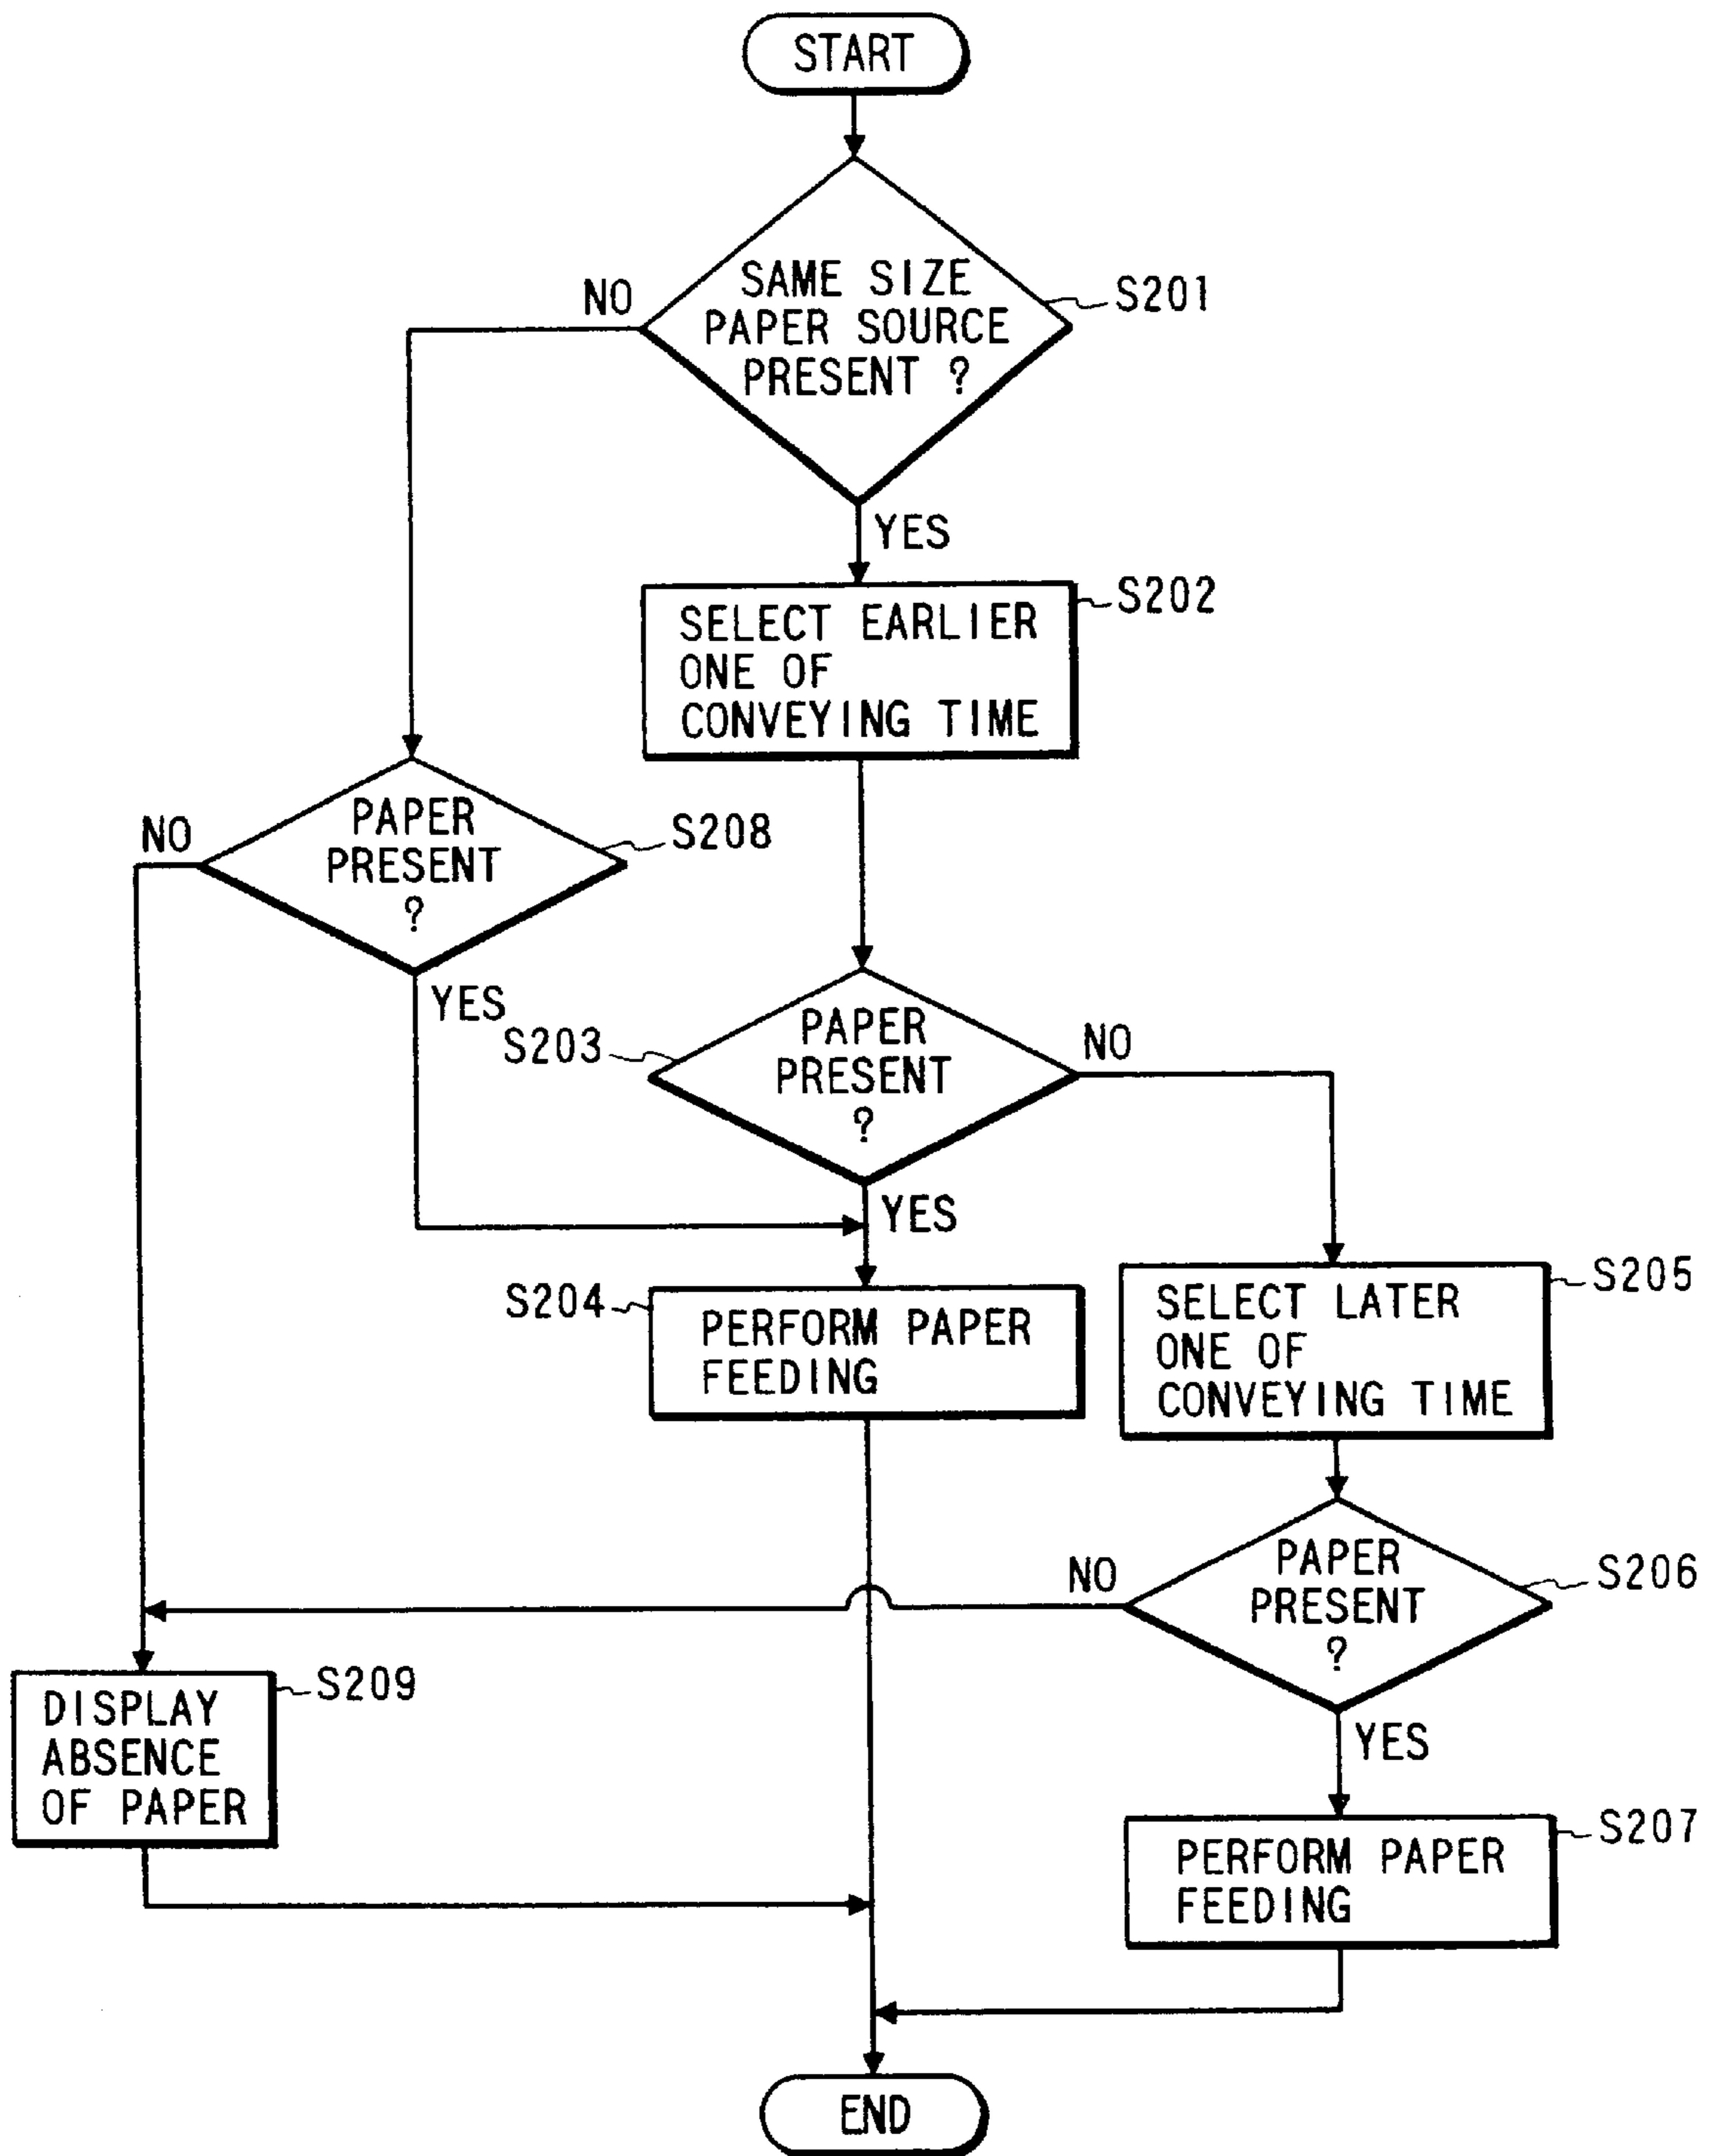 START
SAME SIZE
PAPER SOURCE
PRESENT ?
S201
NO
YES
SELECT EARLIER
ONE OF
CONVEYING TIME
S202
PAPER
PRESENT
?
S208
NO
YES
PAPER
PRESENT
?
S203
NO
YES
S204
PERFORM PAPER
FEEDING
SELECT LATER
ONE OF
CONVEYING TIME
S205
PAPER
PRESENT
?
S206
NO
YES
DISPLAY
ABSENCE
OF PAPER
S209
PERFORM PAPER
FEEDING
S207
END